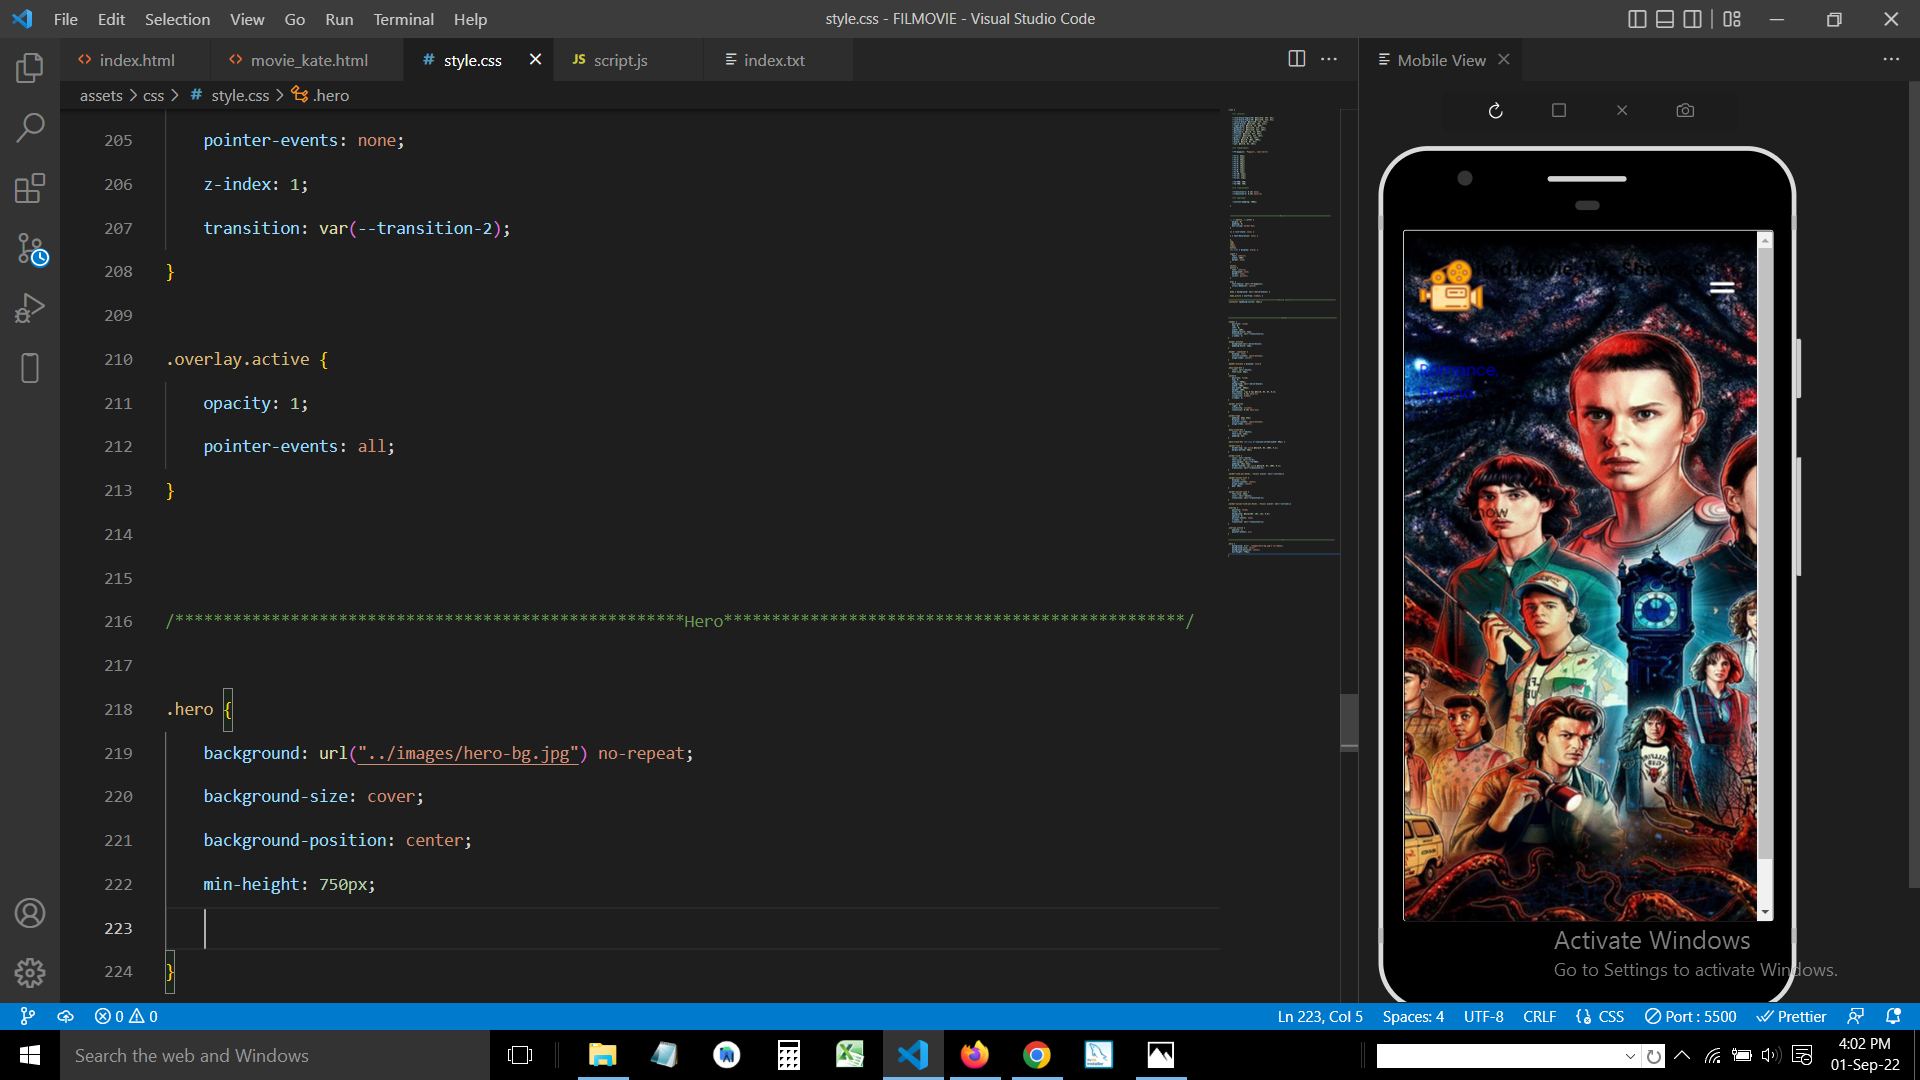 File Edit Selection View Go Run Terminal Help
style.css - FILMOVIE - Visual Studio Code
index.html
movie_kate.html
# style.css
JS script.js
index.txt
Mobile View
assets > css > # style.css > .hero
205 pointer-events: none;
206 z-index: 1;
207 transition: var(--transition-2);
208 }
209
210 .overlay.active {
211 opacity: 1;
212 pointer-events: all;
213 }
214
215
216 /*****************************************************Hero************************************************/
217
218 .hero {
219 background: url("../images/hero-bg.jpg") no-repeat;
220 background-size: cover;
221 background-position: center;
222 min-height: 750px;
223
224 }
Romance,
Activate Windows
Go to Settings to activate Windows.
0 0
Ln 223, Col 5
Spaces: 4
UTF-8
CRLF
CSS
Port : 5500
Prettier
Search the web and Windows
4:02 PM
01-Sep-22